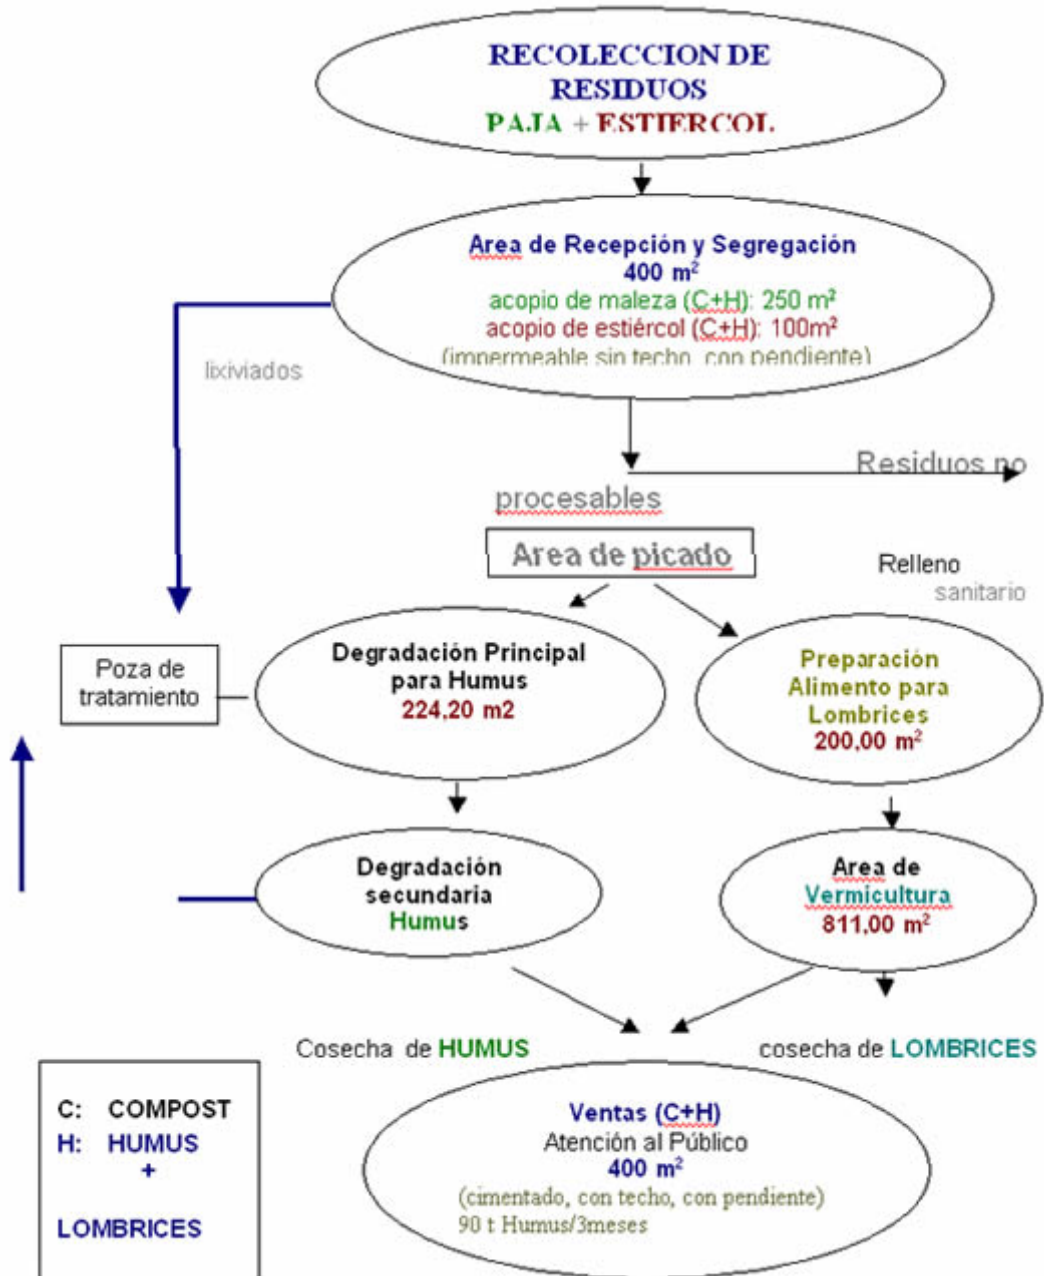 RECOLECCION DE
RESIDUOS
PAJA + ESTIERCOL
Area de Recepción y Segregación
400 m²
acopio de maleza (C+H): 250 m²
acopio de estiércol (C+H): 100m²
(impermeable sin techo, con pendiente)
lixiviados
Residuos no
procesables
Area de picado
Relleno
sanitario
Poza de
tratamiento
Degradación Principal
para Humus
224,20 m2
Preparación
Alimento para
Lombrices
200,00 m²
Degradación
secundaria
Humus
Area de
Vermicultura
811,00 m²
Cosecha de HUMUS
cosecha de LOMBRICES
C: COMPOST
H: HUMUS
+
LOMBRICES
Ventas (C+H)
Atención al Público
400 m²
(cimentado, con techo, con pendiente)
90 t Humus/3meses